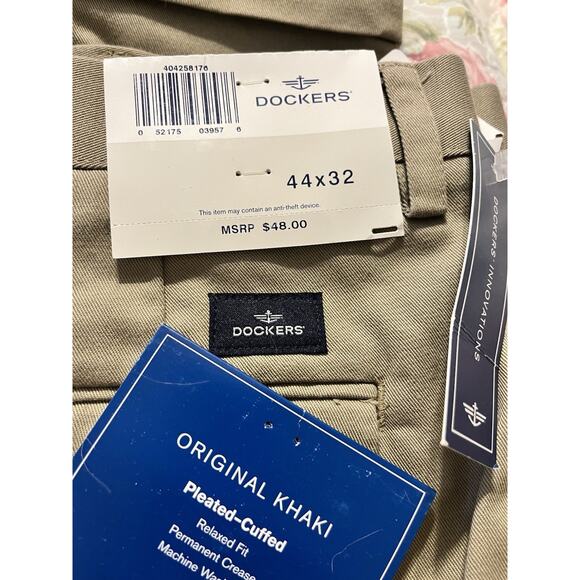 404258176
0 52175 03957 6
DOCKERS®
44x32
This item may contain an anti-theft device.
MSRP $48.00
DOCKERS®
DOCKERS® INNOVATIONS
ORIGINAL KHAKI
Pleated-Cuffed
Relaxed Fit
Permanent Crease
Machine